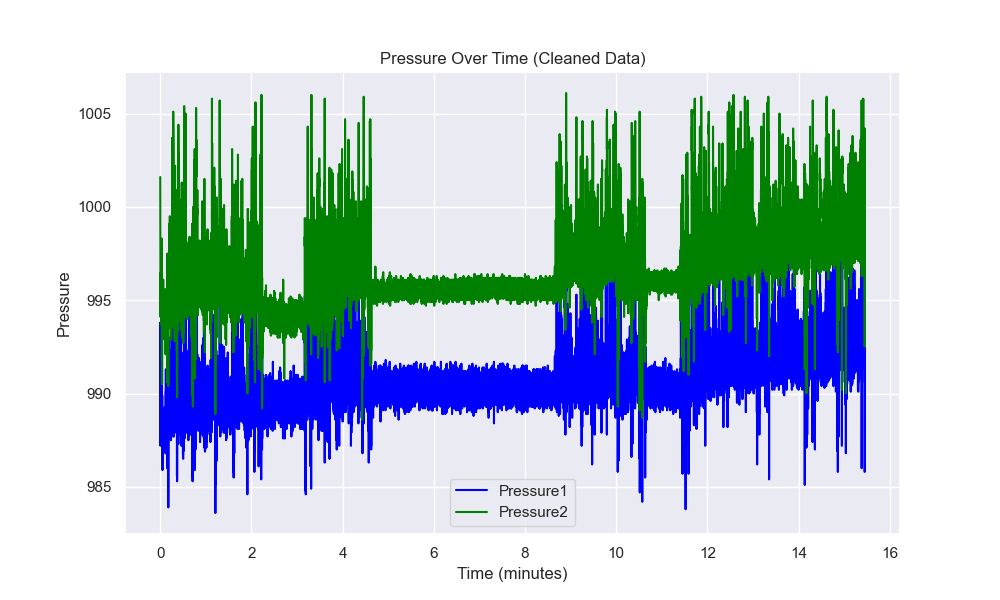 Pressure Over Time (Cleaned Data)
Pressure
1005
1000
995
990
985
Pressure1
Pressure2
0 2 4 6 8 10 12 14 16
Time (minutes)